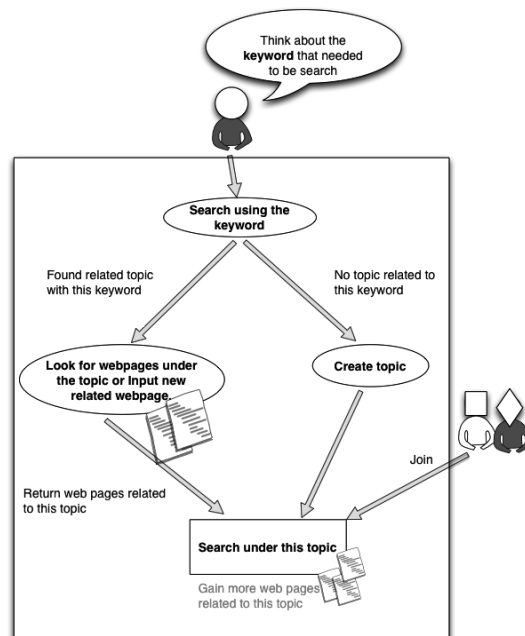 Think about the
keyword that needed
to be search
Search using the
keyword
Found related topic
with this keyword
No topic related to
this keyword
Look for webpages under
the topic or Input new
related webpage.
Create topic
Join
Return web pages related
to this topic
Search under this topic
Gain more web pages
related to this topic